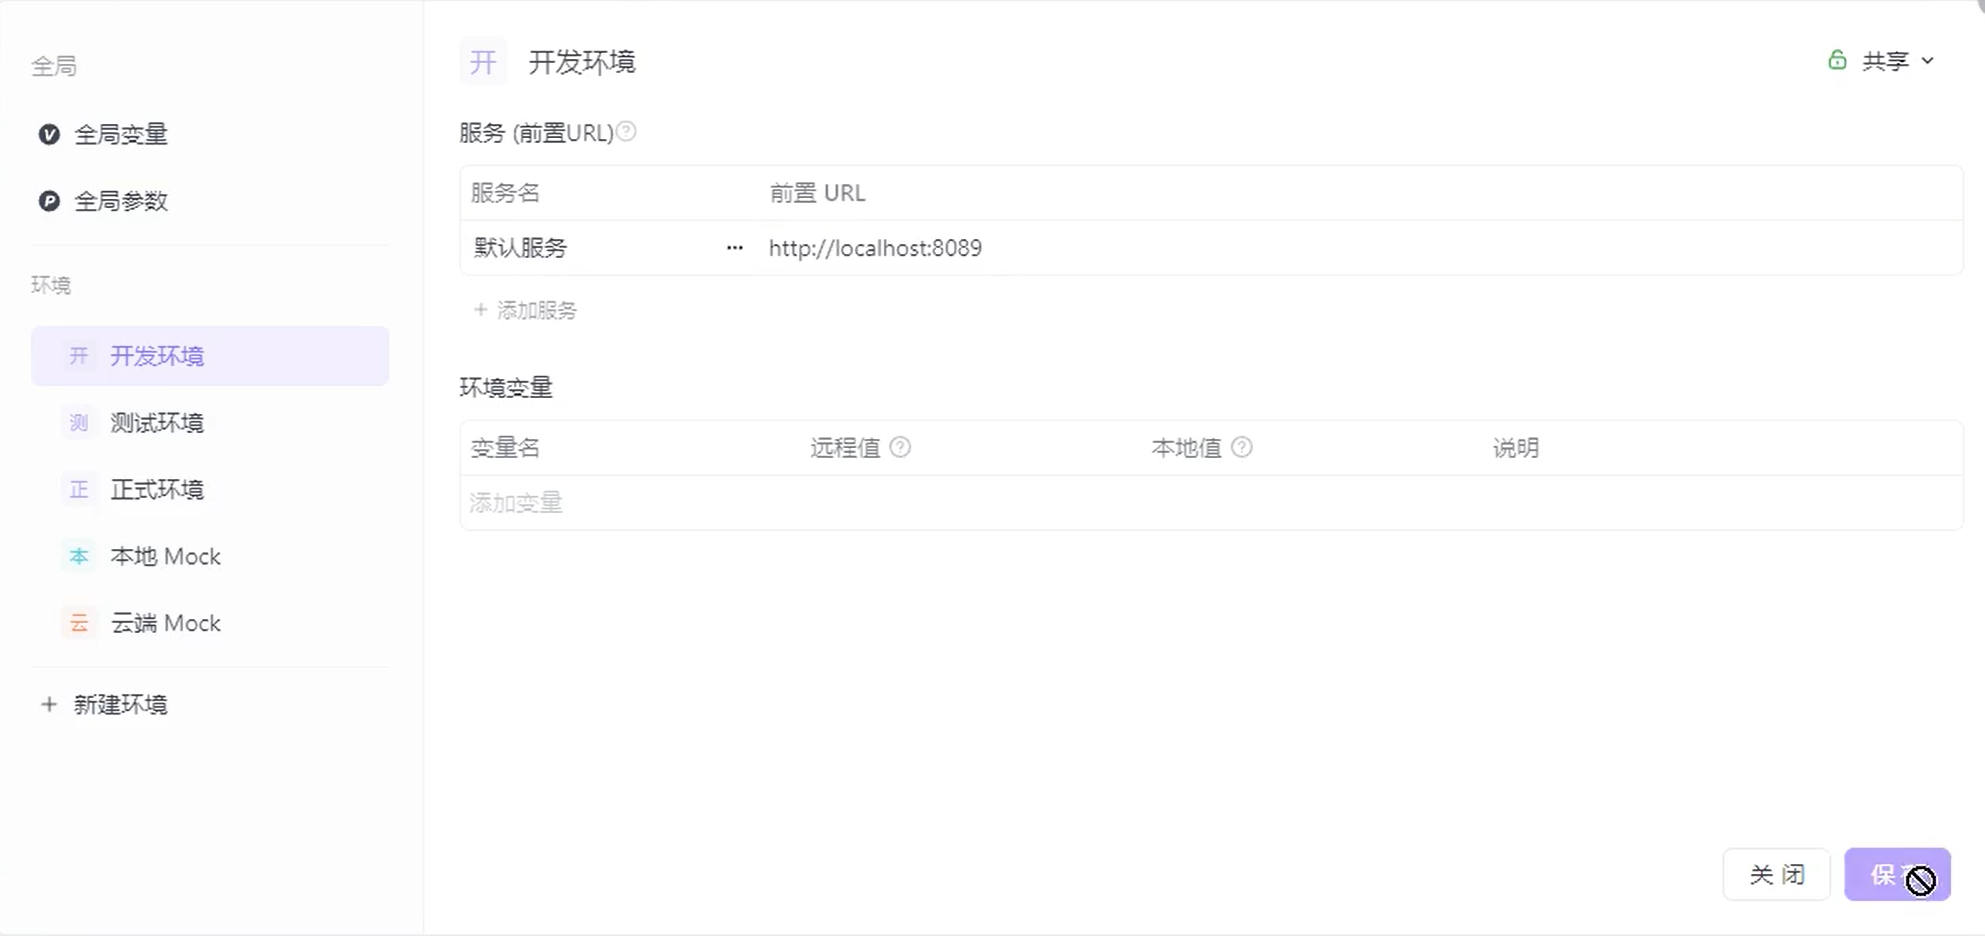 全局
全局变量
全局参数
环境
开 开发环境
测 测试环境
正 正式环境
本 本地 Mock
云 云端 Mock
+ 新建环境
开 开发环境
共享
服务 (前置URL)
服务名 前置 URL
默认服务 ... http://localhost:8089
+ 添加服务
环境变量
变量名 远程值 本地值 说明
添加变量
关 闭
保